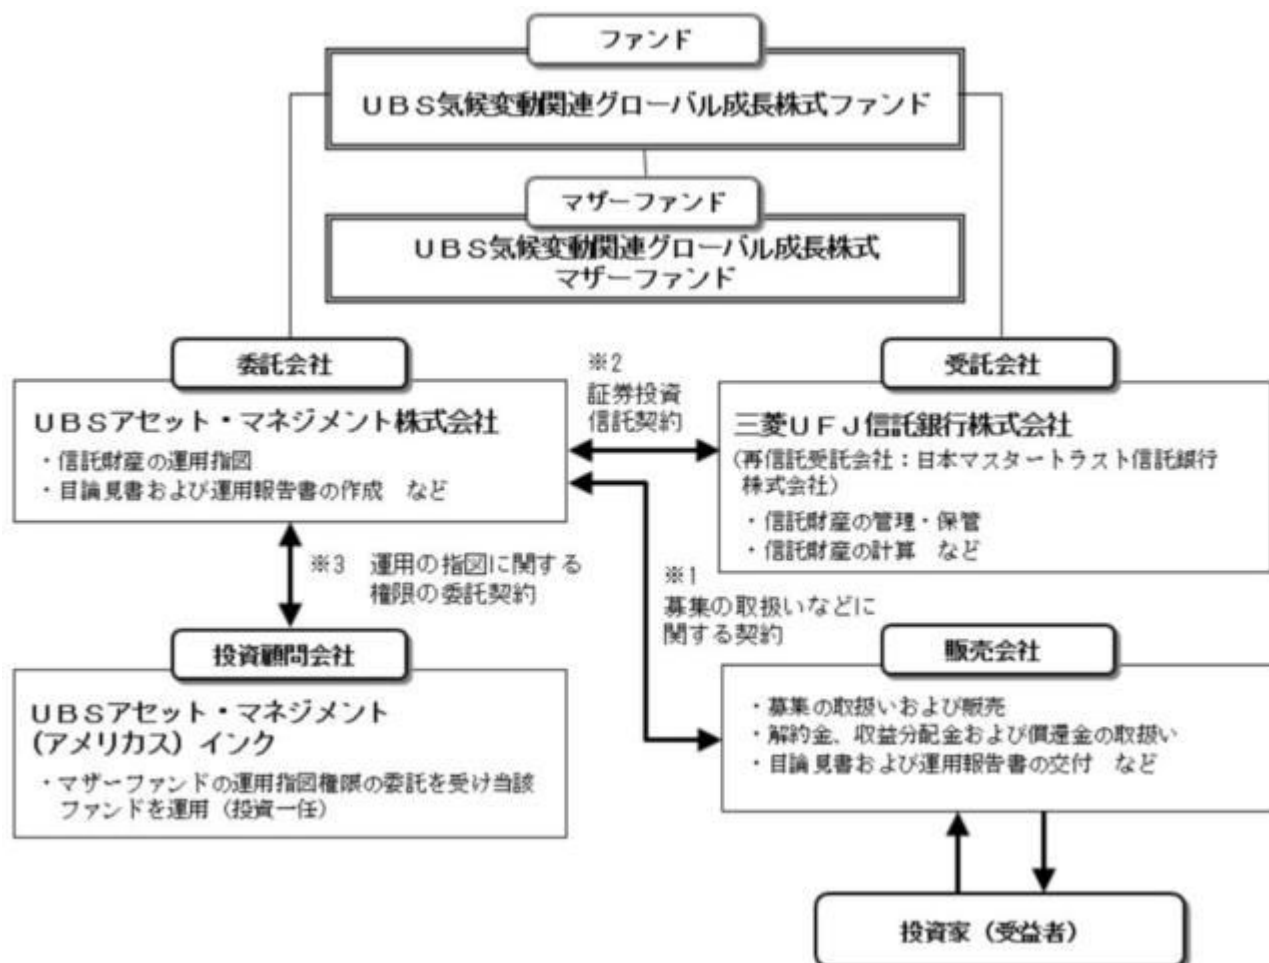 ファンド
UBS気候変動関連グローバル成長株式ファンド
マザーファンド
UBS気候変動関連グローバル成長株式
マザーファンド
委託会社
UBSアセット・マネジメント株式会社
・信託財産の運用指図
・目論見書および運用報告書の作成 など
※2
証券投資
信託契約
受託会社
三菱UFJ信託銀行株式会社
(再信託受託会社:日本マスタートラスト信託銀行
株式会社)
・信託財産の管理・保管
・信託財産の計算 など
※3 運用の指図に関する
権限の委託契約
※1
募集の取扱いなどに
関する契約
投資顧問会社
UBSアセット・マネジメント
(アメリカス) インク
・マザーファンドの運用指図権限の委託を受け当該
ファンドを運用(投資一任)
販売会社
・募集の取扱いおよび販売
・解約金、収益分配金および償還金の取扱い
・目論見書および運用報告書の交付 など
投資家(受益者)